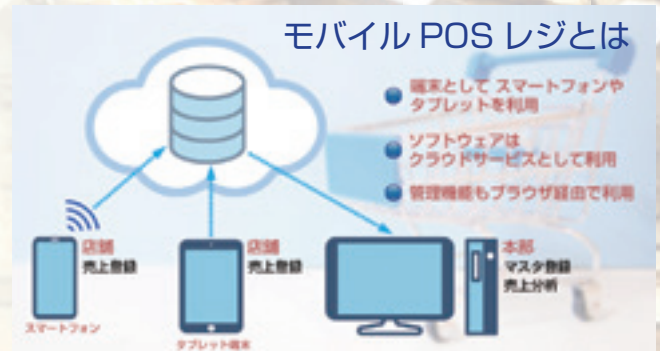 モバイル POS レジとは
端末として スマートフォンや
タブレットを利用
ソフトウェアは
クラウドサービスとして利用
管理機能もブラウザ経由で利用
店舗
売上登録
スマートフォン
店舗
売上登録
タブレット端末
本部
マスタ登録
売上分析